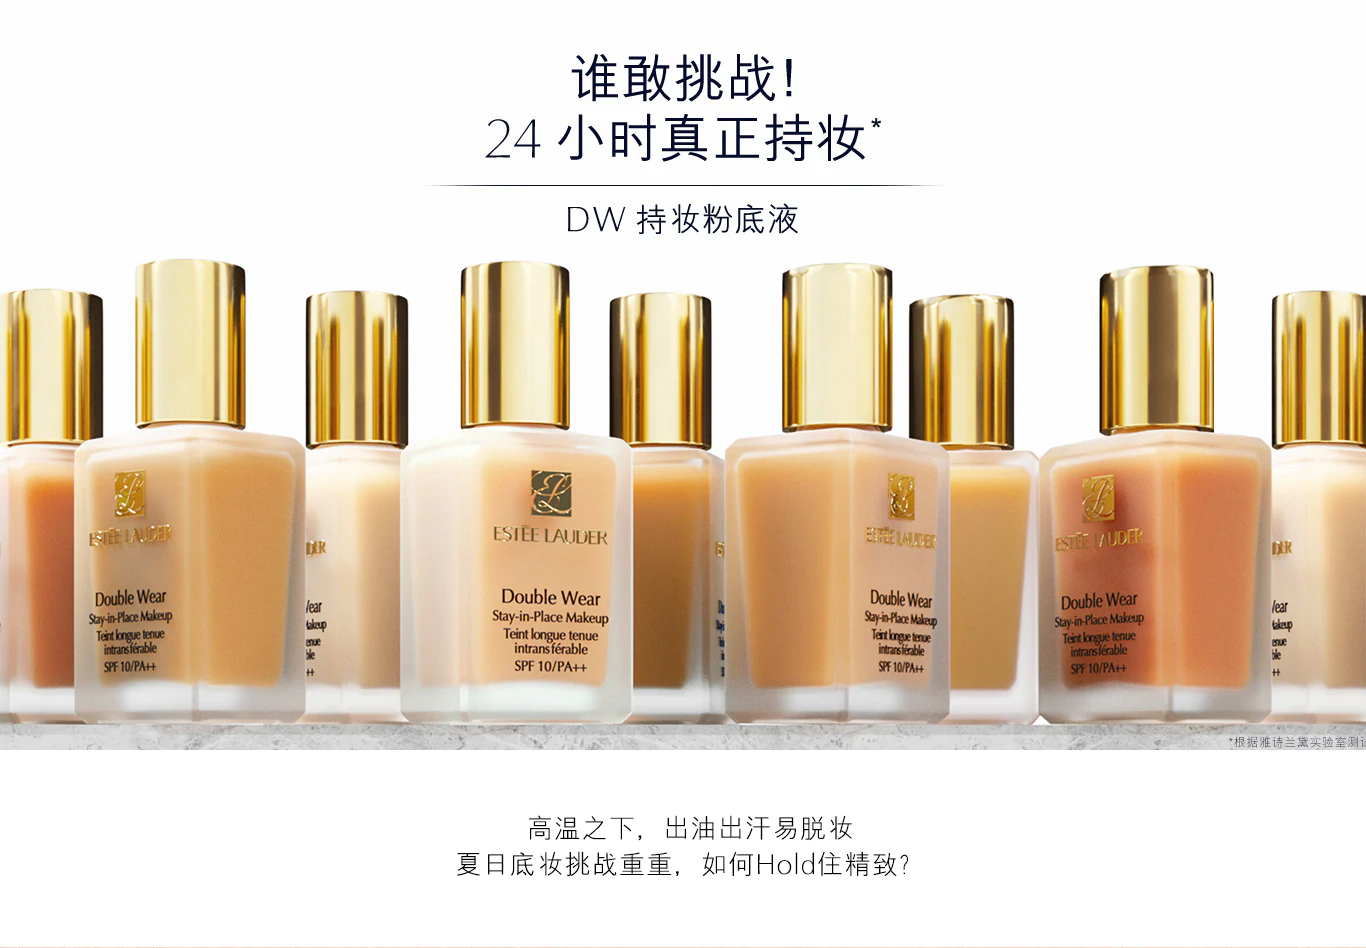 谁敢挑战!
24 小时真正持妆*
DW 持妆粉底液
ESTĒE LAUDER
Double Wear
Stay-in-Place Makeup
Teint longue tenue
intransférable
SPF 10/PA++
ESTĒE LAUDER
Double Wear
Stay-in-Place Makeup
Teint longue tenue
intransférable
SPF 10/PA++
ESTĒE LAUDER
Double Wear
Stay-in-Place Makeup
Teint longue tenue
intransférable
SPF 10/PA++
ESTĒE LAUDER
Double Wear
Stay-in-Place Makeup
Teint longue tenue
intransférable
SPF 10/PA++
*根据雅诗兰黛实验室测
高温之下，出油出汗易脱妆
夏日底妆挑战重重，如何Hold住精致?